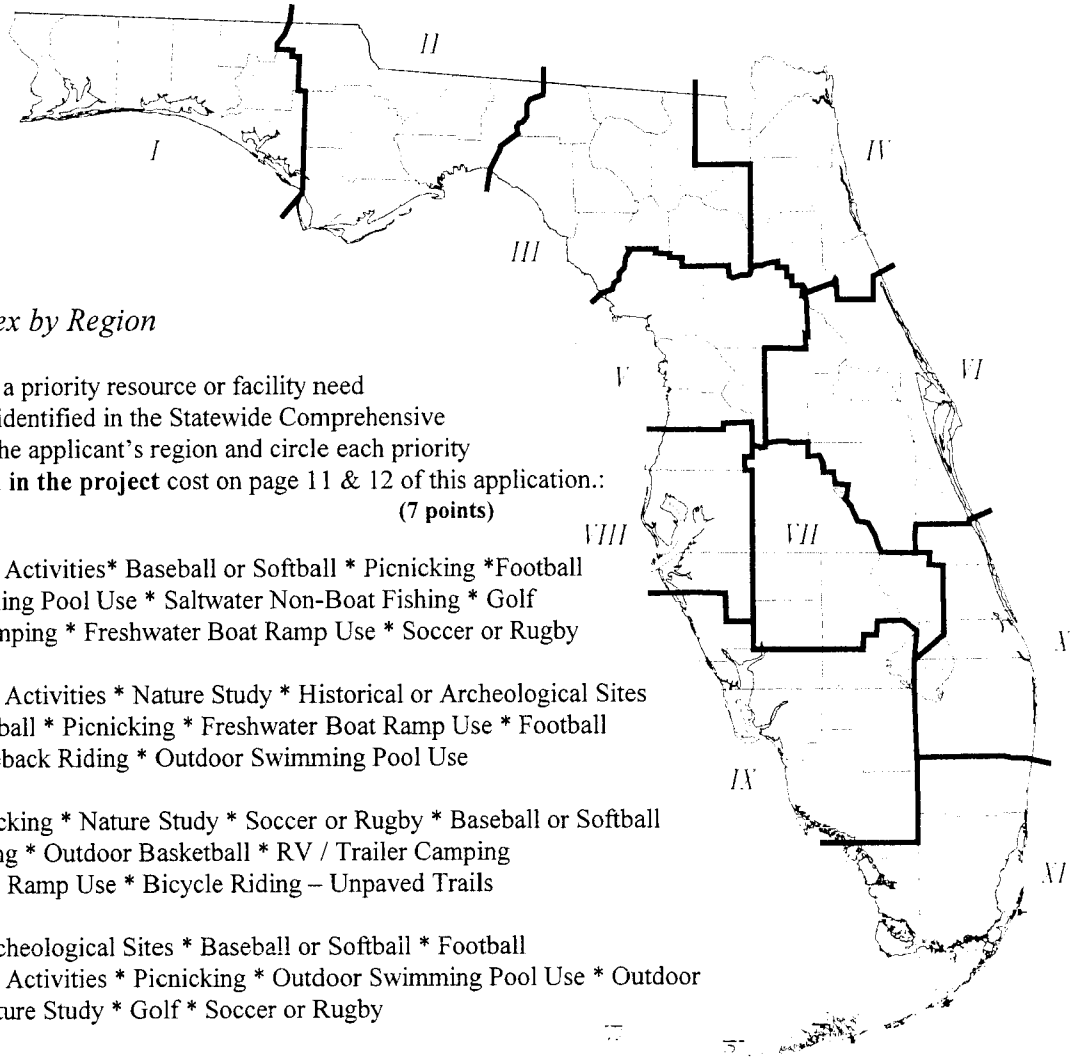 II
I
IV
III
ex by Region
V
VI
a priority resource or facility need
identified in the Statewide Comprehensive
he applicant's region and circle each priority
in the project cost on page 11 & 12 of this application.:
(7 points)
VIII
VII
Activities* Baseball or Softball * Picnicking *Football
ing Pool Use * Saltwater Non-Boat Fishing * Golf
mping * Freshwater Boat Ramp Use * Soccer or Rugby
X
Activities * Nature Study * Historical or Archeological Sites
ball * Picnicking * Freshwater Boat Ramp Use * Football
eback Riding * Outdoor Swimming Pool Use
IX
cking * Nature Study * Soccer or Rugby * Baseball or Softball
ng * Outdoor Basketball * RV / Trailer Camping
Ramp Use * Bicycle Riding – Unpaved Trails
XI
cheological Sites * Baseball or Softball * Football
Activities * Picnicking * Outdoor Swimming Pool Use * Outdoor
ture Study * Golf * Soccer or Rugby